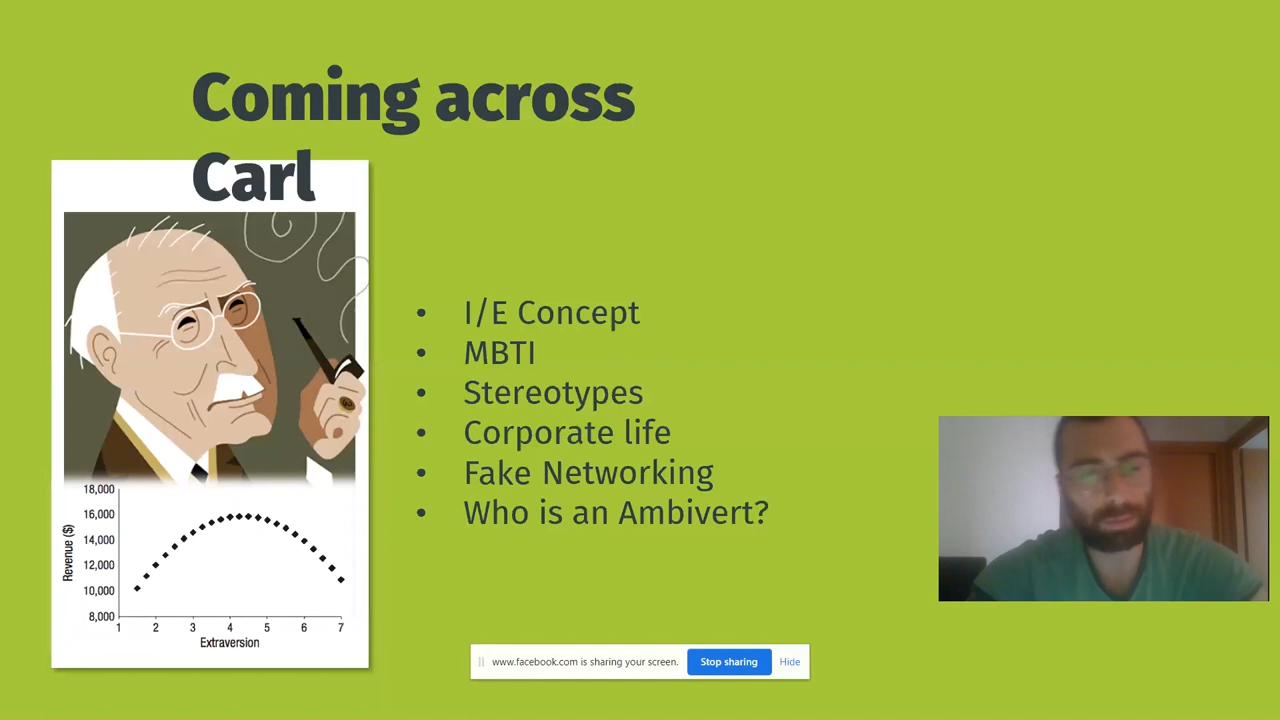 Coming across
Carl
• I/E Concept
• MBTI
• Stereotypes
• Corporate life
• Fake Networking
• Who is an Ambivert?
18,000
16,000
14,000
12,000
10,000
8,000
Revenue ($)
1 2 3 4 5 6 7
Extraversion
www.facebook.com is sharing your screen. Stop sharing Hide